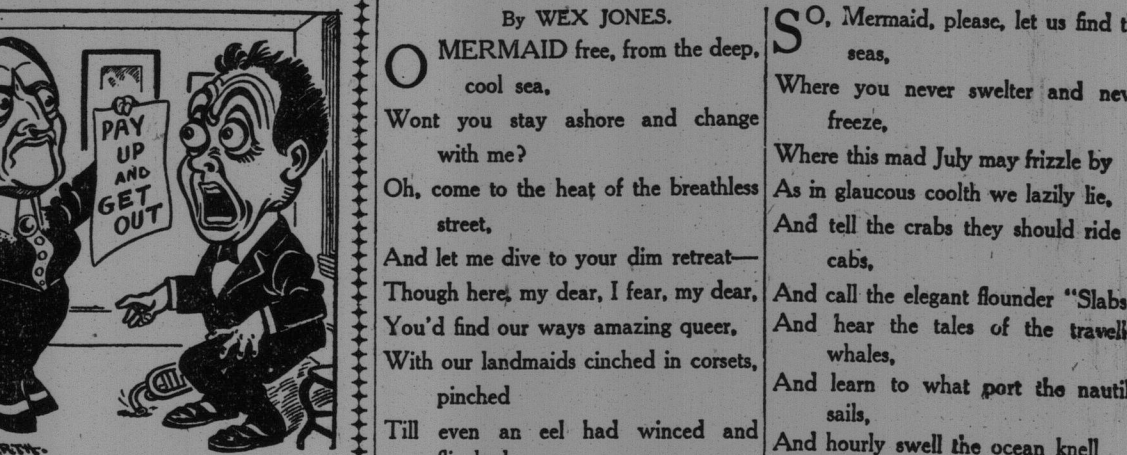 PAY
UP
AND
GET
OUT
By WEX JONES.
O MERMAID free, from the deep,
cool sea,
Wont you stay ashore and change
with me?
Oh, come to the heat of the breathless
street,
And let me dive to your dim retreat—
Though here, my dear, I fear, my dear,
You'd find our ways amazing queer,
With our landmaids cinched in corsets,
pinched
Till even an eel had winced and
SO, Mermaid, please, let us find
seas,
Where you never swelter and
freeze,
Where this mad July may frizzle by
As in glaucous coolth we lazily lie,
And tell the crabs they should ride
cabs,
And call the elegant flounder "Slabs
And hear the tales of the
whales,
And learn to what port the
sails,
And hourly swell the ocean knell